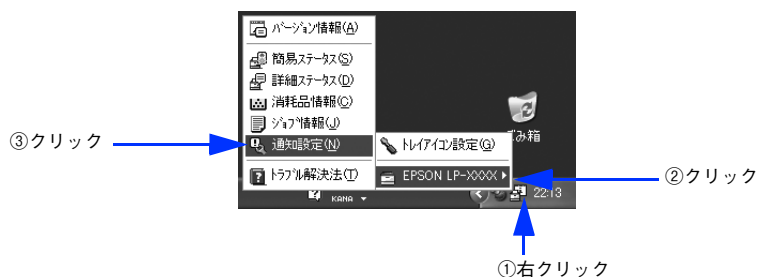 バージョン情報(A)
簡易ステータス(S)
詳細ステータス(D)
消耗品情報(C)
ジョブ情報(J)
通知設定(N)
トラブル解決法(T)
トレイアイコン設定(G)
EPSON LP-XXXX
ごみ箱
KANA
22:13
③クリック
②クリック
①右クリック